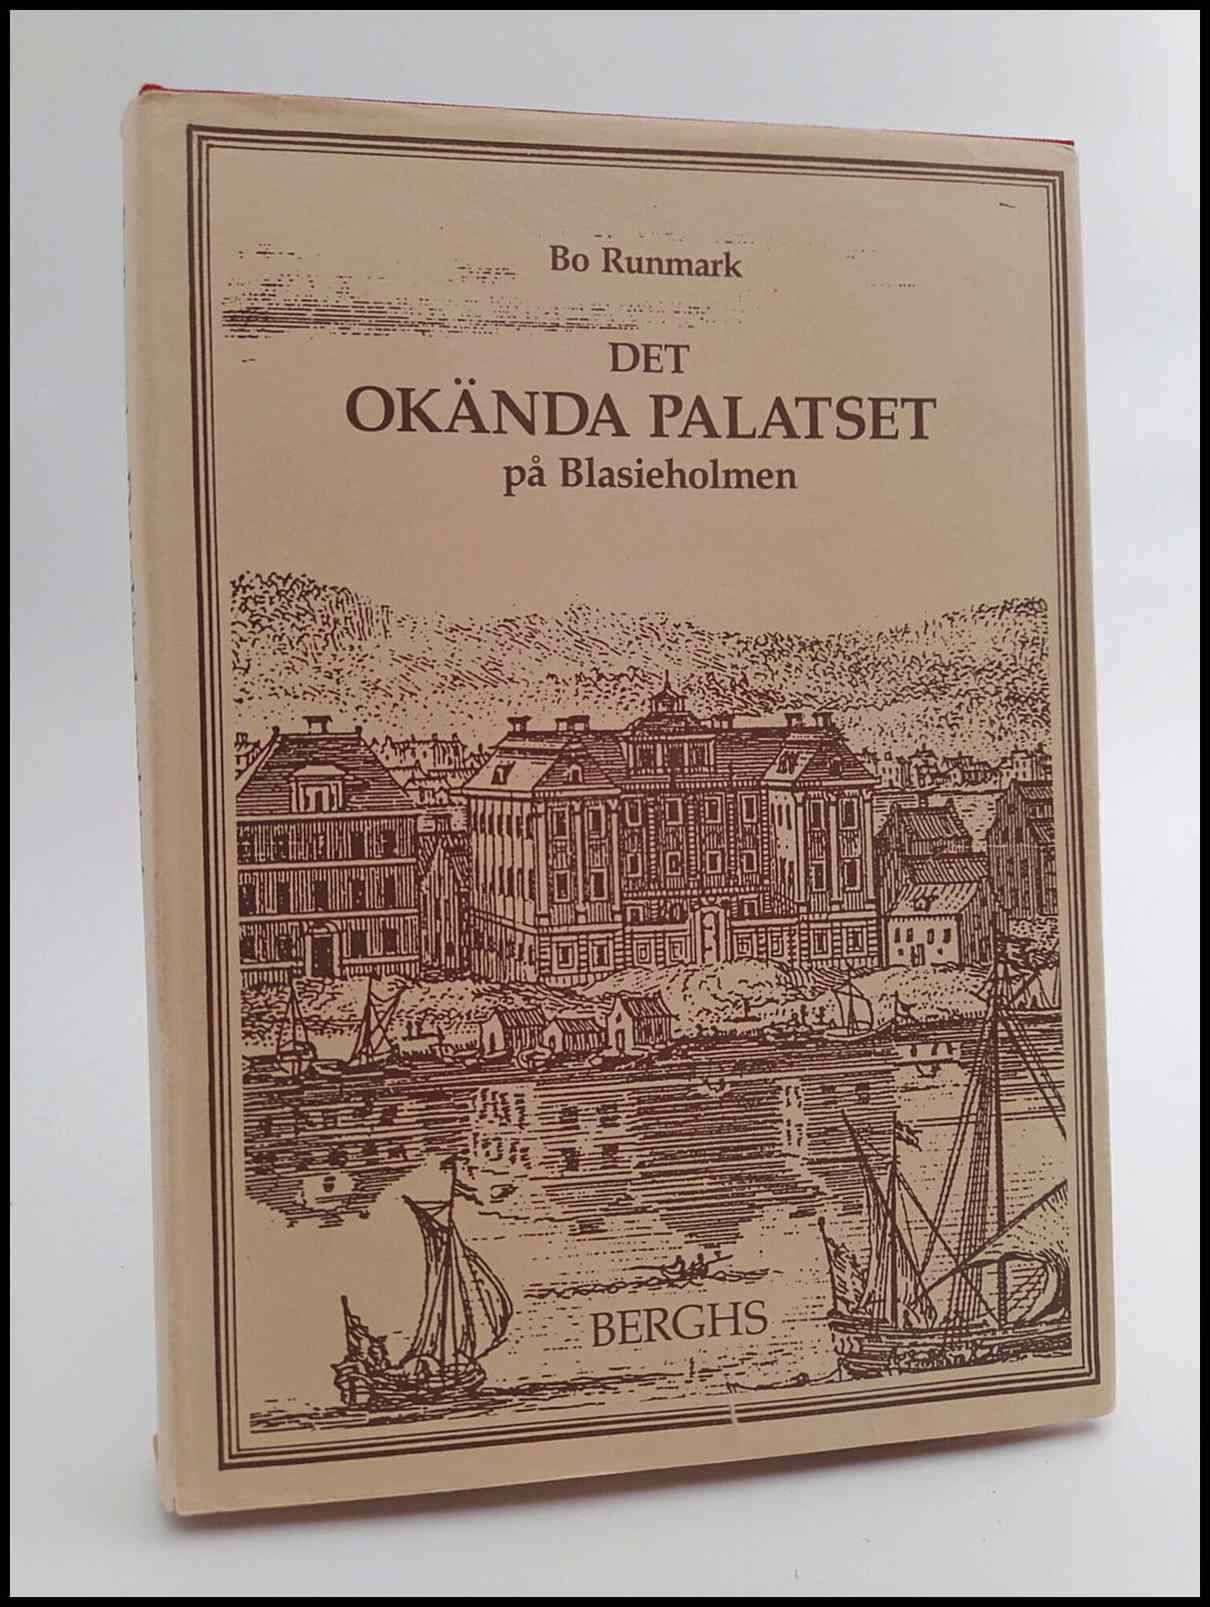 Bo Runmark
DET
OKÄNDA PALATSET
på Blasieholmen
BERGHS